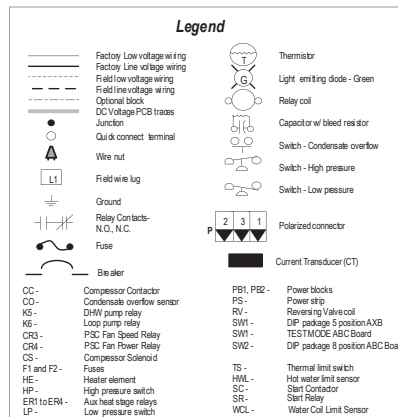 Legend
Factory Low voltage wiring
Factory Line voltage wiring
Field low voltage wiring
Field line voltage wiring
Optional block
DC Voltage PCB traces
Junction
Quick connect terminal
Wire nut
L1
Field wire lug
Ground
Relay Contacts-
N.O., N.C.
Fuse
Breaker
T
Thermistor
G
Light emitting diode - Green
Relay coil
Capacitor w/ bleed resistor
Switch - Condensate overflow
Switch - High pressure
Switch - Low pressure
P
2 3 1
Polarized connector
Current Transducer (CT)
CC - Compressor Contactor
CO - Condensate overflow sensor
K5 - DHW pump relay
K6 - Loop pump relay
CR3 - PSC Fan Speed Relay
CR4 - PSC Fan Power Relay
CS - Compressor Solenoid
F1 and F2 - Fuses
HE - Heater element
HP - High pressure switch
ER1 to ER4 - Aux heat stage relays
LP - Low pressure switch
PB1, PB2 - Power blocks
PS - Power strip
RV - Reversing Valve coil
SW1 - DIP package 5 position AXB
SW1 - TEST MODE ABC Board
SW2 - DIP package 8 position ABC Boa
TS - Thermal limit switch
HWL - Hot water limit sensor
SC - Start Contactor
SR - Start Relay
WCL - Water Coil Limit Sensor